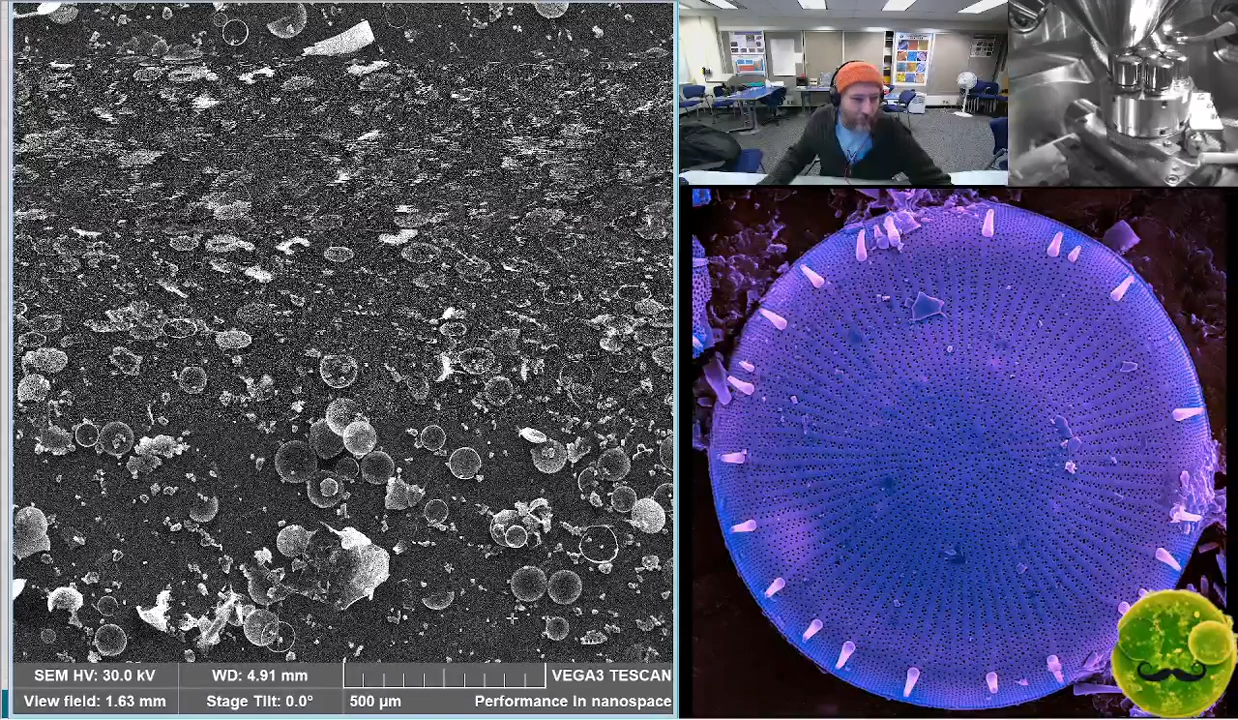 SEM HV: 30.0 kV
WD: 4.91 mm
VEGA3 TESCAN
View field: 1.63 mm
Stage Tilt: 0.0°
500 µm
Performance in nanospace